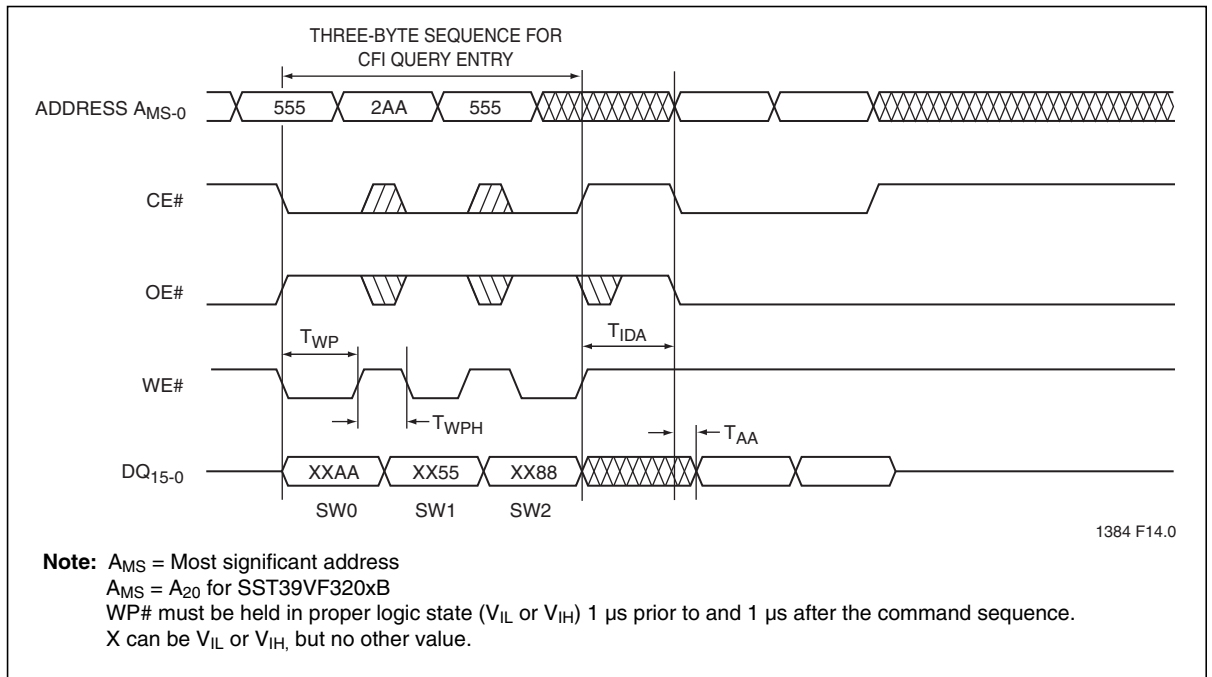 THREE-BYTE SEQUENCE FOR
CFI QUERY ENTRY
ADDRESS AMS-0
555 2AA 555
CE#
OE#
TWP TIDA
WE#
TWPH
TAA
DQ15-0
XXAA XX55 XX88
SW0 SW1 SW2
1384 F14.0
Note: AMS = Most significant address
AMS = A20 for SST39VF320xB
WP# must be held in proper logic state (VIL or VIH) 1 µs prior to and 1 µs after the command sequence.
X can be VIL or VIH, but no other value.